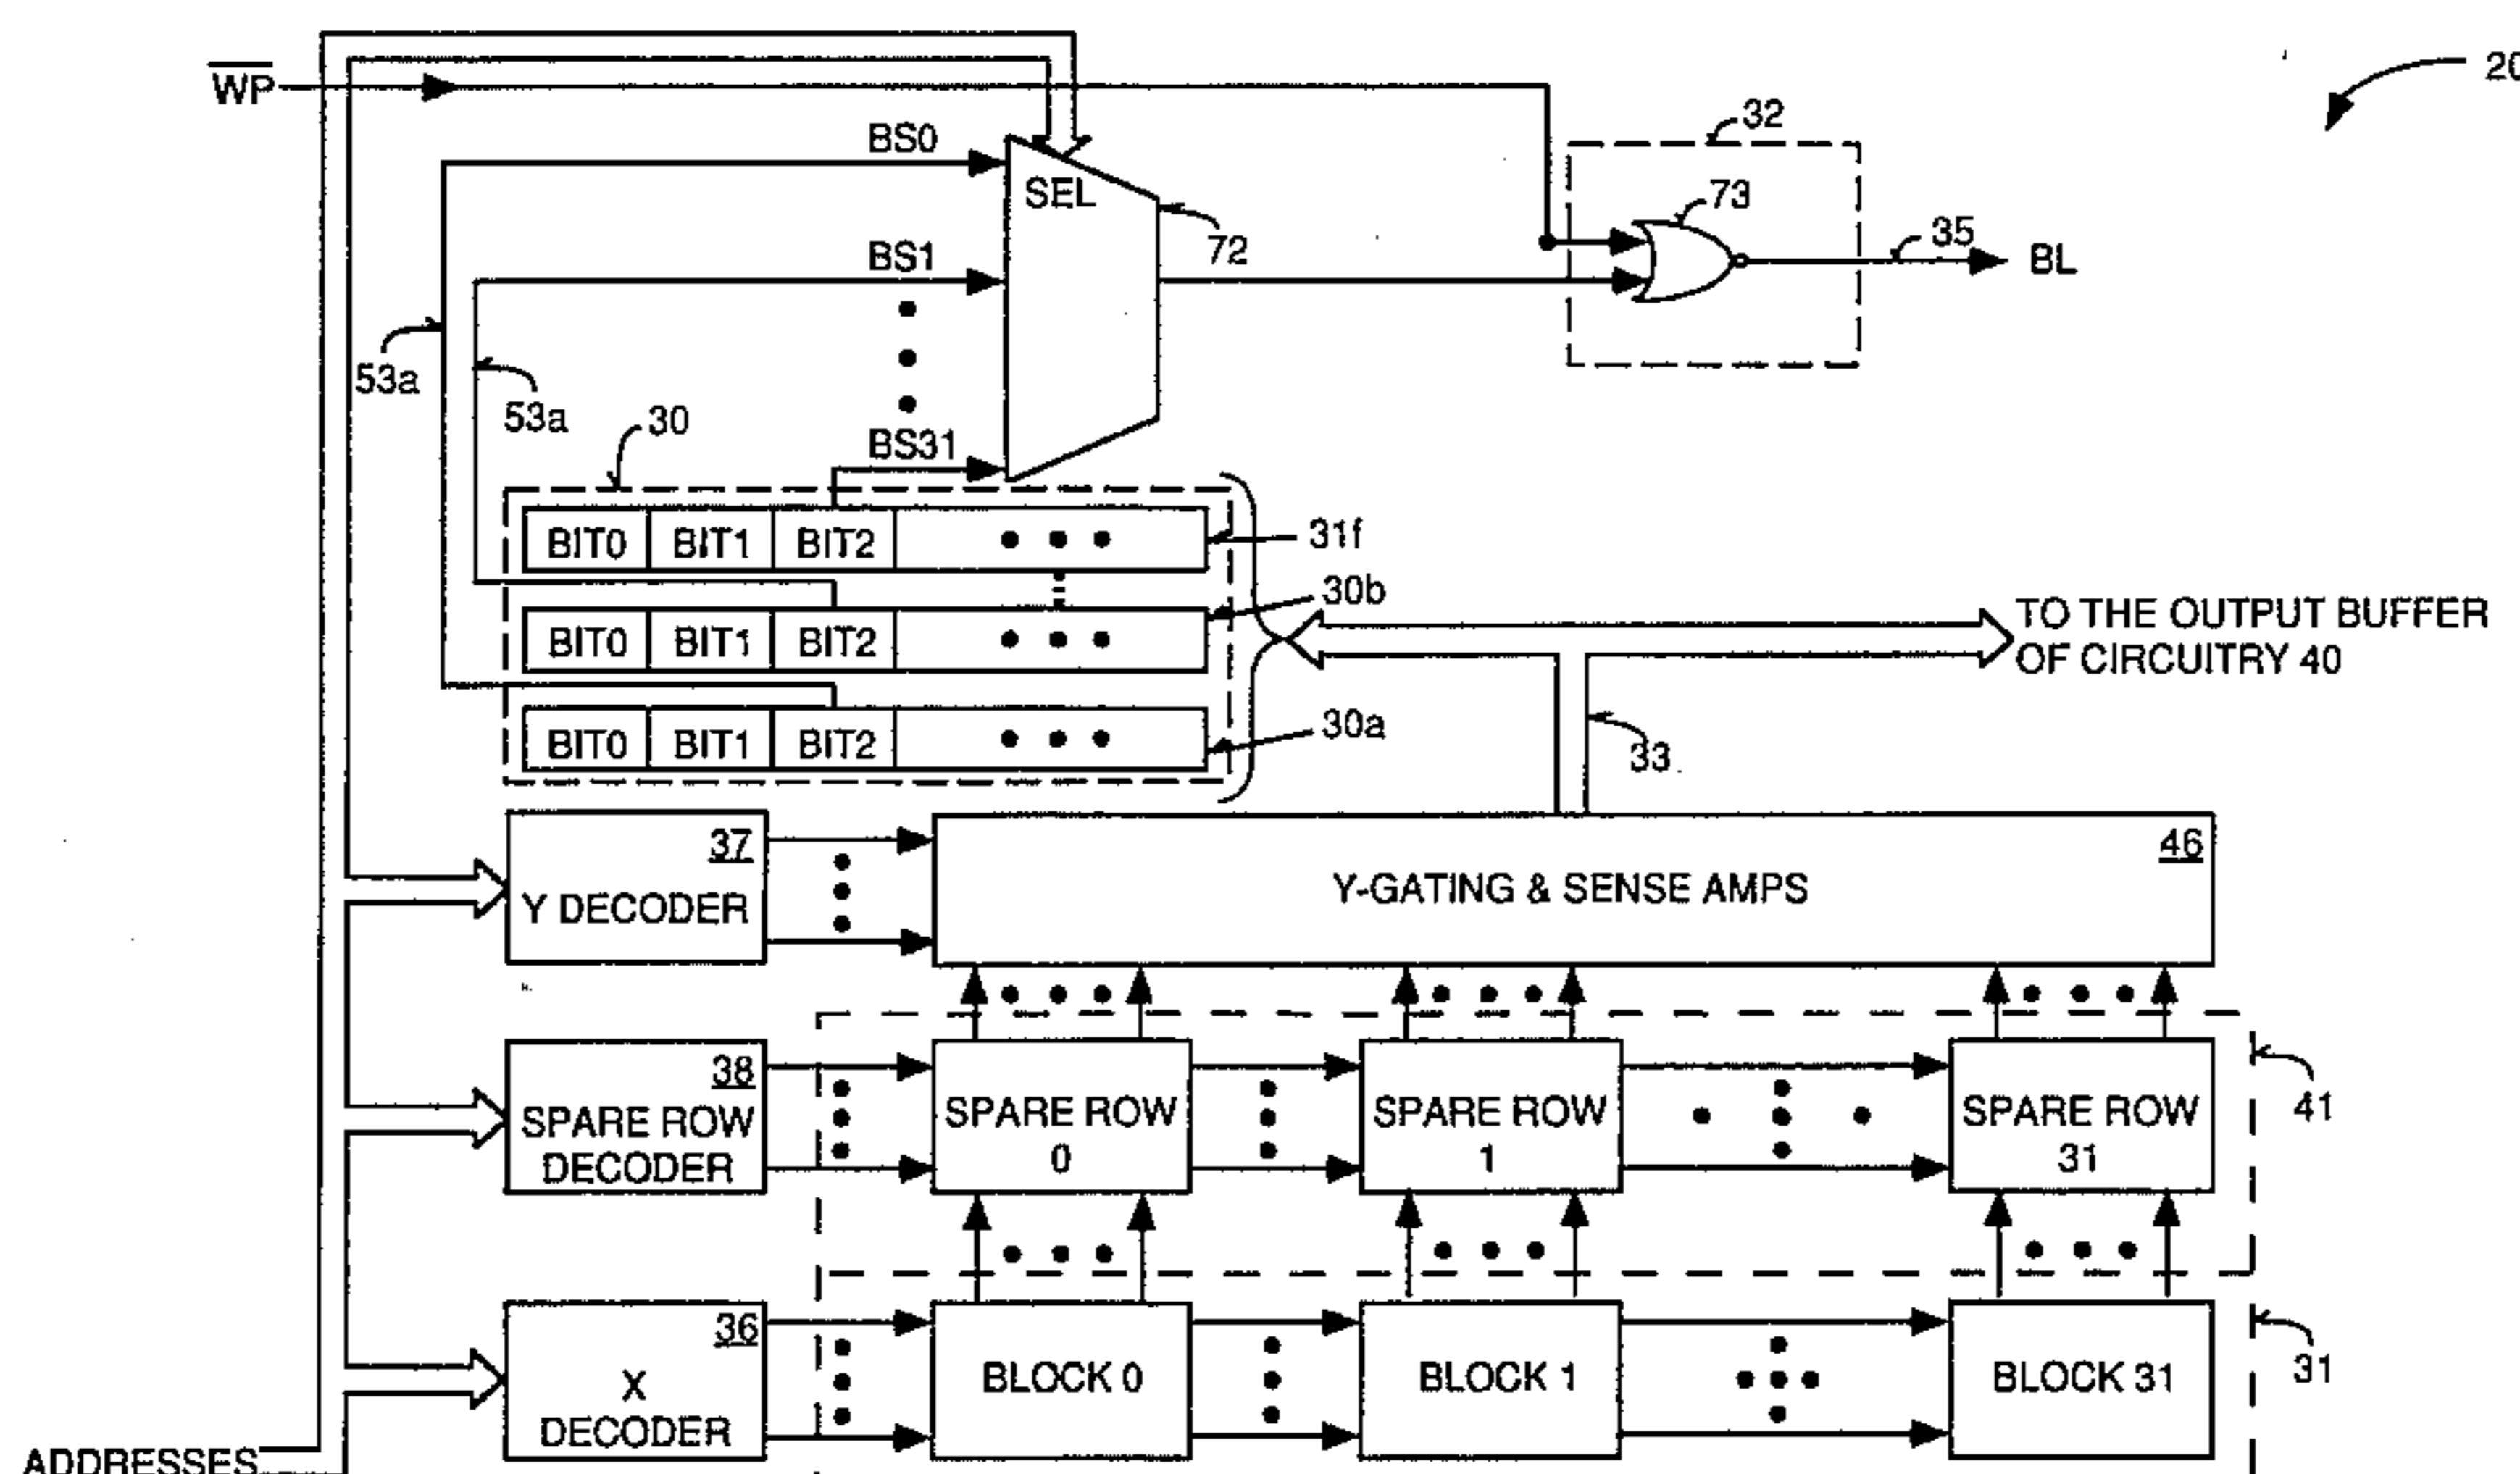 WP
20
32
BS0
SEL
73
72
35
BL
BS1
53a
53a
30
BS31
BIT0 BIT1 BIT2
31f
30b
BIT0 BIT1 BIT2
TO THE OUTPUT BUFFER
OF CIRCUITRY 40
BIT0 BIT1 BIT2
30a
33
37
Y DECODER
46
Y-GATING & SENSE AMPS
38
SPARE ROW
DECODER
SPARE ROW
0
SPARE ROW
1
SPARE ROW
31
41
36
X
DECODER
BLOCK 0
BLOCK 1
BLOCK 31
31
ADDRESSES